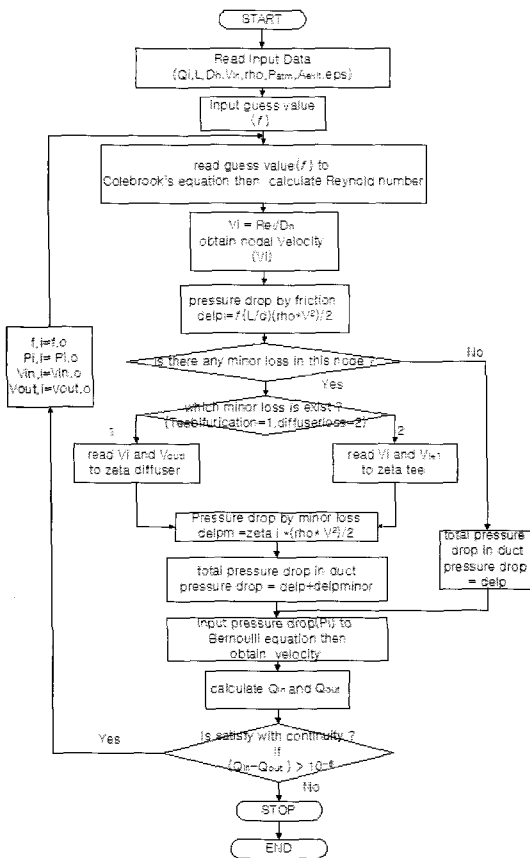 START
Read Input Data
(Qi,L,Dh,Vin,rho,Patm,Aexit,eps)
input guess value
(f)
read guess value(f) to
Colebrook's equation then calculate Reynold number
Vi = Reν/Dh
obtain nodal Velocity
(Vi)
pressure drop by friction
delpi=f(L/d)(rho*V²)/2
is there any minor loss in this node ?
No
Yes
which minor loss is exist ?
(Teebifurication=1,diffuserloss=2)
1
2
read Vi and Vout
to zeta diffuser
read Vi and
to zeta tee
Pressure drop by minor loss
delpm =zeta i *(rho* V²)/2
total pressure drop in duct
pressure drop = delp+delpminor
total pressure
drop in duct
pressure drop
= delp
Input pressure drop(Pi) to
Bernoulli equation then
obtain velocity
calculate Qin and Qout
is satisfy with continuity ?
if
(Qin-Qout ) > 10⁻⁶
Yes
No
f,i=f,o
Pi,i= Pi,o
Vin,i=Vin,o
Vout,i=Vout,o
STOP
END